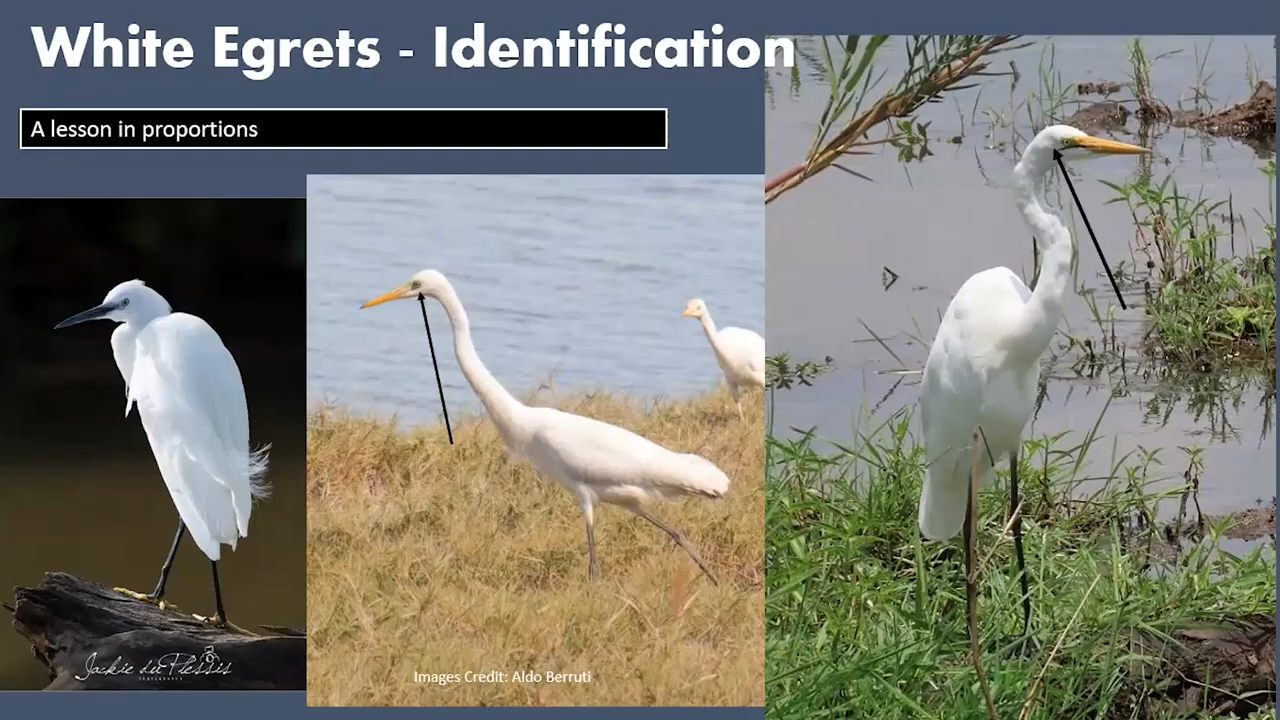 White Egrets - Identification
A lesson in proportions
Jackie du Plessis
Images Credit: Aldo Berruti